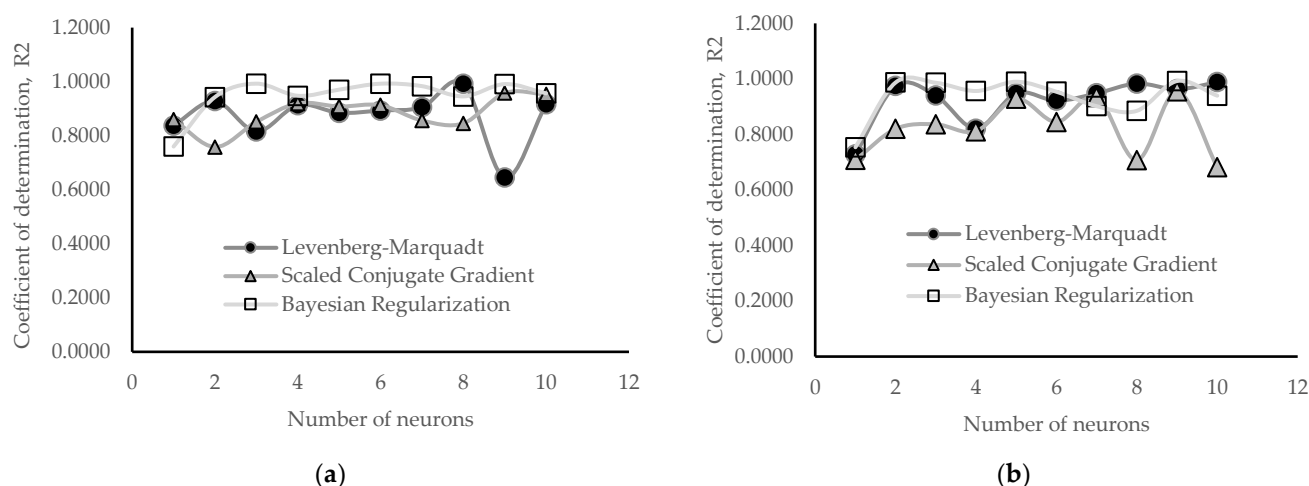 1.2000
1.0000
0.8000
0.6000
0.4000
0.2000
0.0000
Coefficient of determination, R2
Levenberg-Marquadt
Scaled Conjugate Gradient
Bayesian Regularization
0 2 4 6 8 10 12
Number of neurons
(a)
1.2000
1.0000
0.8000
0.6000
0.4000
0.2000
0.0000
Coefficient of determination, R2
Levenberg-Marquadt
Scaled Conjugate Gradient
Bayesian Regularization
0 2 4 6 8 10 12
Number of neurons
(b)